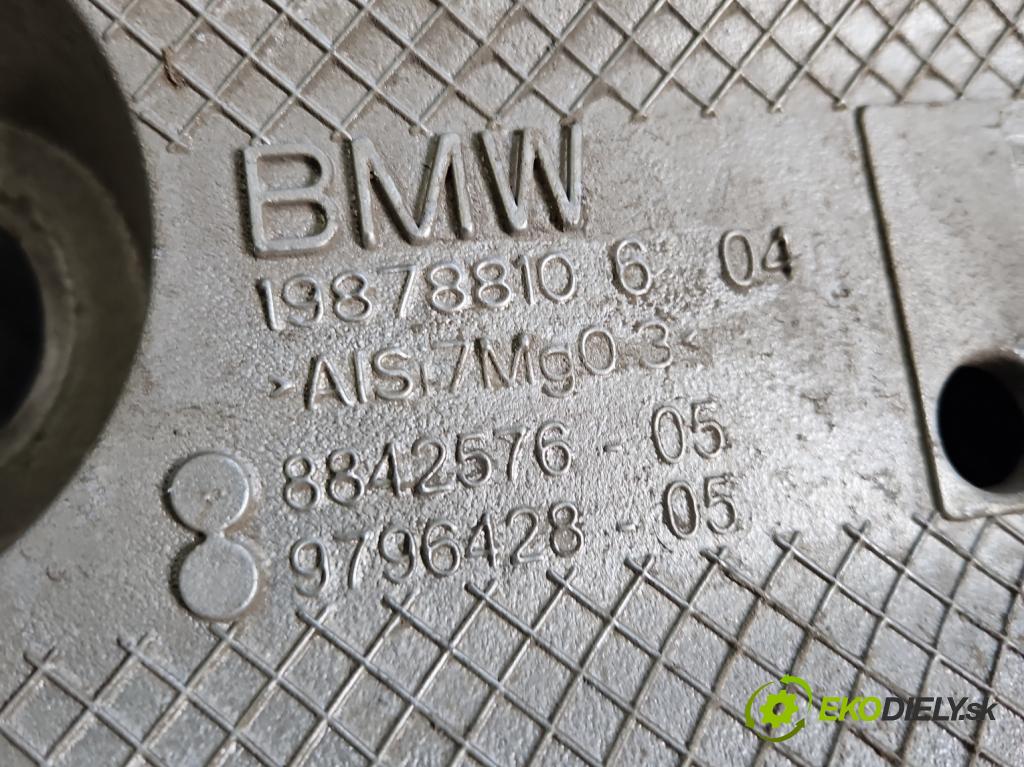 BMW
19878810 6 04
>AlSi7Mg0.3<
8842576-05
9796428-05
EKODIELY.sk